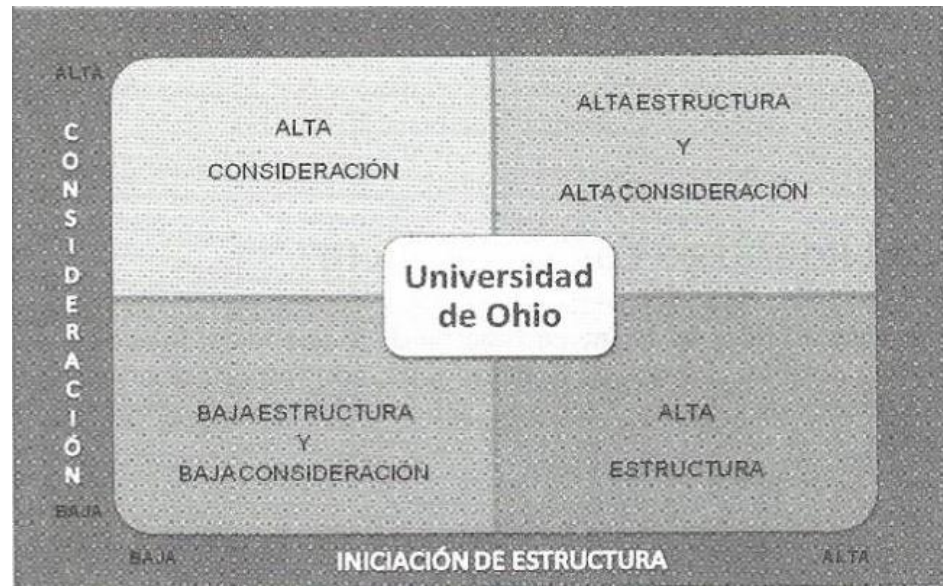 ALTA
CONSIDERACIÓN
ALTA
CONSIDERACIÓN
ALTA ESTRUCTURA
Y
ALTA CONSIDERACIÓN
Universidad
de Ohio
BAJA ESTRUCTURA
Y
BAJA CONSIDERACIÓN
ALTA
ESTRUCTURA
BAJA
BAJA
INICIACIÓN DE ESTRUCTURA
ALTA